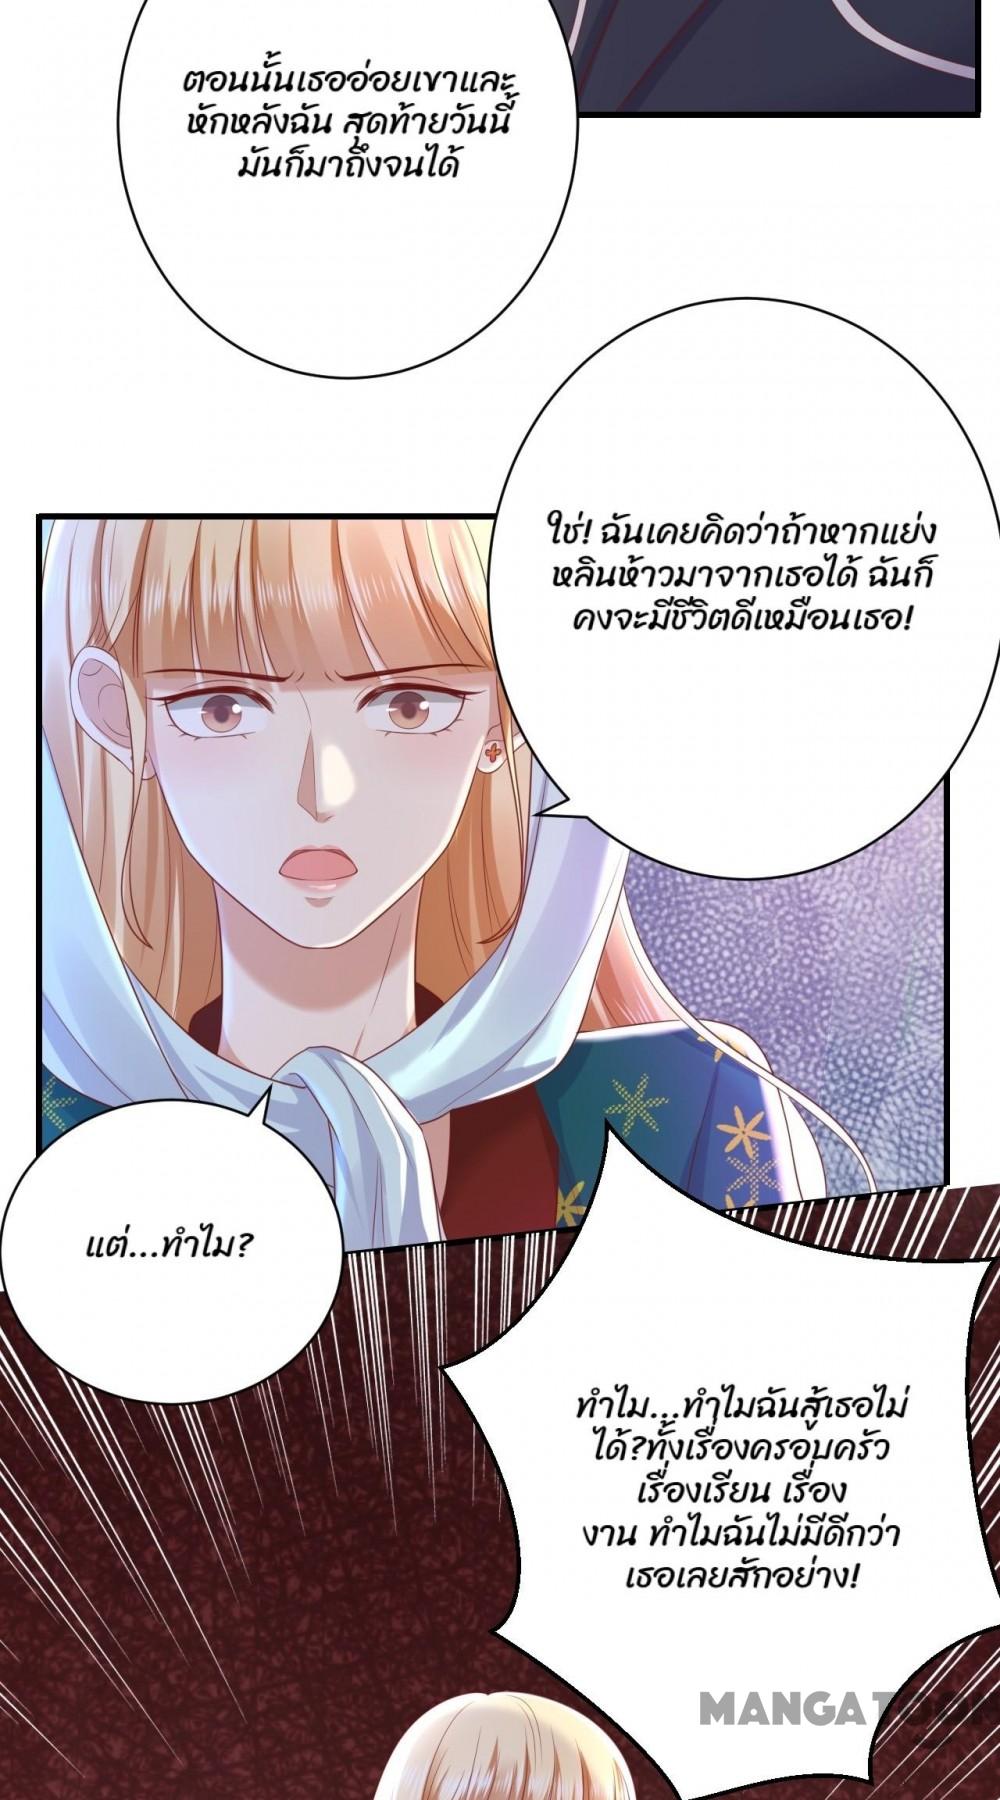 ตอนนั้นเธออ่อยเขาและ
หักหลังฉัน สุดท้ายวันนี้
มันก็มาถึงจนได้
ใช่! ฉันเคยคิดว่าถ้าหากแย่ง
หลินห้าวมาจากเธอได้ ฉันก็
คงจะมีชีวิตดีเหมือนเธอ!
แต่...ทำไม?
ทำไม...ทำไมฉันสู้เธอไม่
ได้?ทั้งเรื่องครอบครัว
เรื่องเรียน เรื่อง
งาน ทำไมฉันไม่มีดีกว่า
เธอเลยสักอย่าง!
MANGATOON